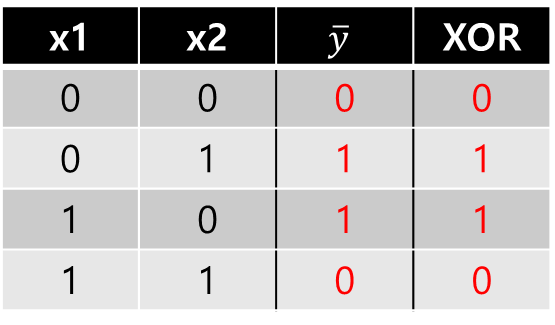 x1 x2 ȳ XOR
0 0 0 0
0 1 1 1
1 0 1 1
1 1 0 0